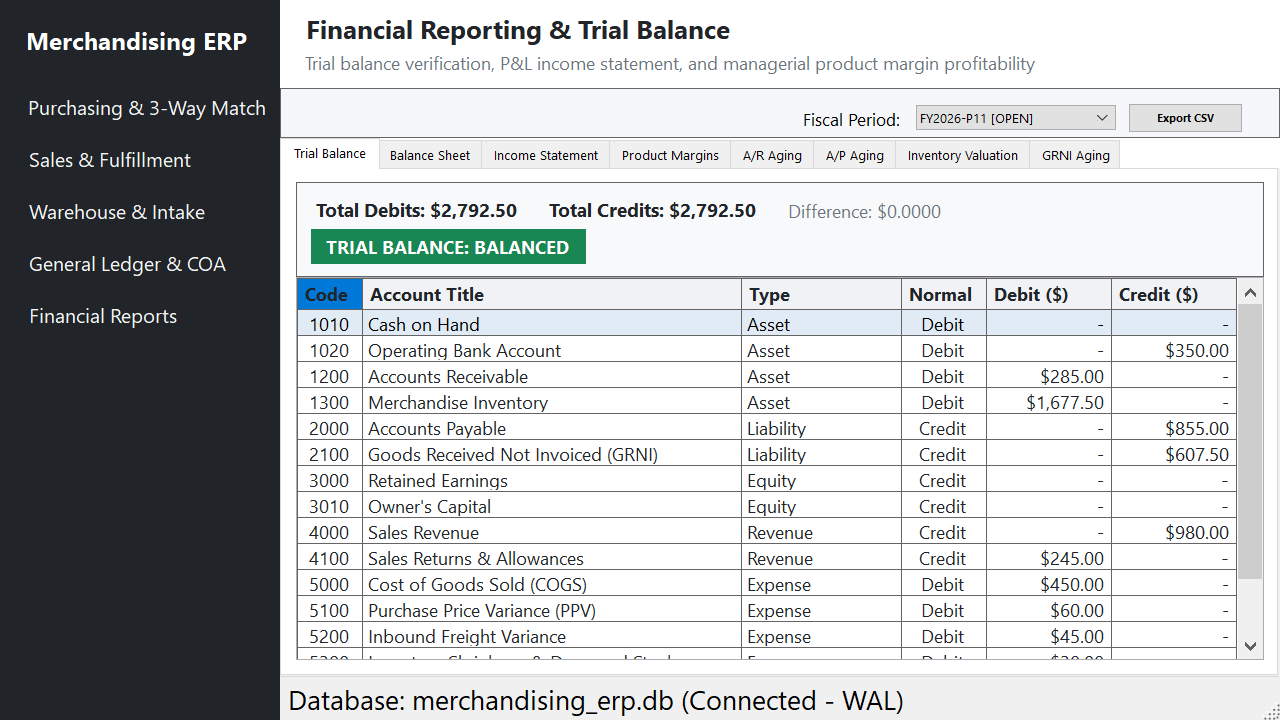 Merchandising ERP
Purchasing & 3-Way Match
Sales & Fulfillment
Warehouse & Intake
General Ledger & COA
Financial Reports
Financial Reporting & Trial Balance
Trial balance verification, P&L income statement, and managerial product margin profitability
Fiscal Period: FY2026-P11 [OPEN] Export CSV
Trial Balance Balance Sheet Income Statement Product Margins A/R Aging A/P Aging Inventory Valuation GRNI Aging
Total Debits: $2,792.50 Total Credits: $2,792.50 Difference: $0.0000
TRIAL BALANCE: BALANCED
Code Account Title Type Normal Debit ($) Credit ($)
1010 Cash on Hand Asset Debit - -
1020 Operating Bank Account Asset Debit - $350.00
1200 Accounts Receivable Asset Debit $285.00 -
1300 Merchandise Inventory Asset Debit $1,677.50 -
2000 Accounts Payable Liability Credit - $855.00
2100 Goods Received Not Invoiced (GRNI) Liability Credit - $607.50
3000 Retained Earnings Equity Credit - -
3010 Owner's Capital Equity Credit - -
4000 Sales Revenue Revenue Credit - $980.00
4100 Sales Returns & Allowances Revenue Credit $245.00 -
5000 Cost of Goods Sold (COGS) Expense Debit $450.00 -
5100 Purchase Price Variance (PPV) Expense Debit $60.00 -
5200 Inbound Freight Variance Expense Debit $45.00 -
Database: merchandising_erp.db (Connected - WAL)